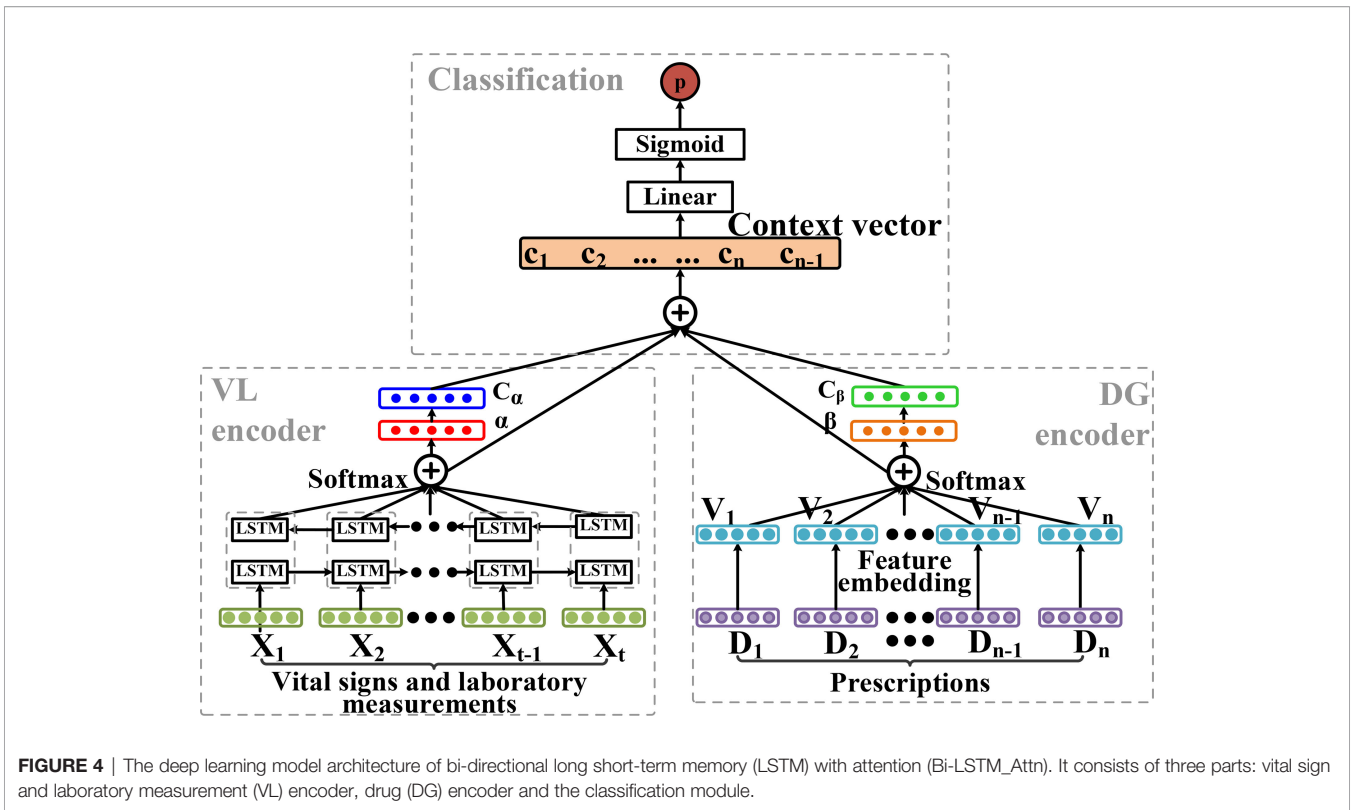 Classification
p
Sigmoid
Linear
Context vector
c1 c2 ... ... cn cn-1
+
VL
encoder
Cα
α
+
Softmax
LSTM LSTM LSTM LSTM
LSTM LSTM LSTM LSTM
X1 X2 Xt-1 Xt
Vital signs and laboratory
measurements
DG
encoder
Cβ
β
+
Softmax
V1 V2 Vn-1 Vn
Feature
embedding
D1 D2 Dn-1 Dn
Prescriptions
FIGURE 4 | The deep learning model architecture of bi-directional long short-term memory (LSTM) with attention (Bi-LSTM_Attn). It consists of three parts: vital sign
and laboratory measurement (VL) encoder, drug (DG) encoder and the classification module.